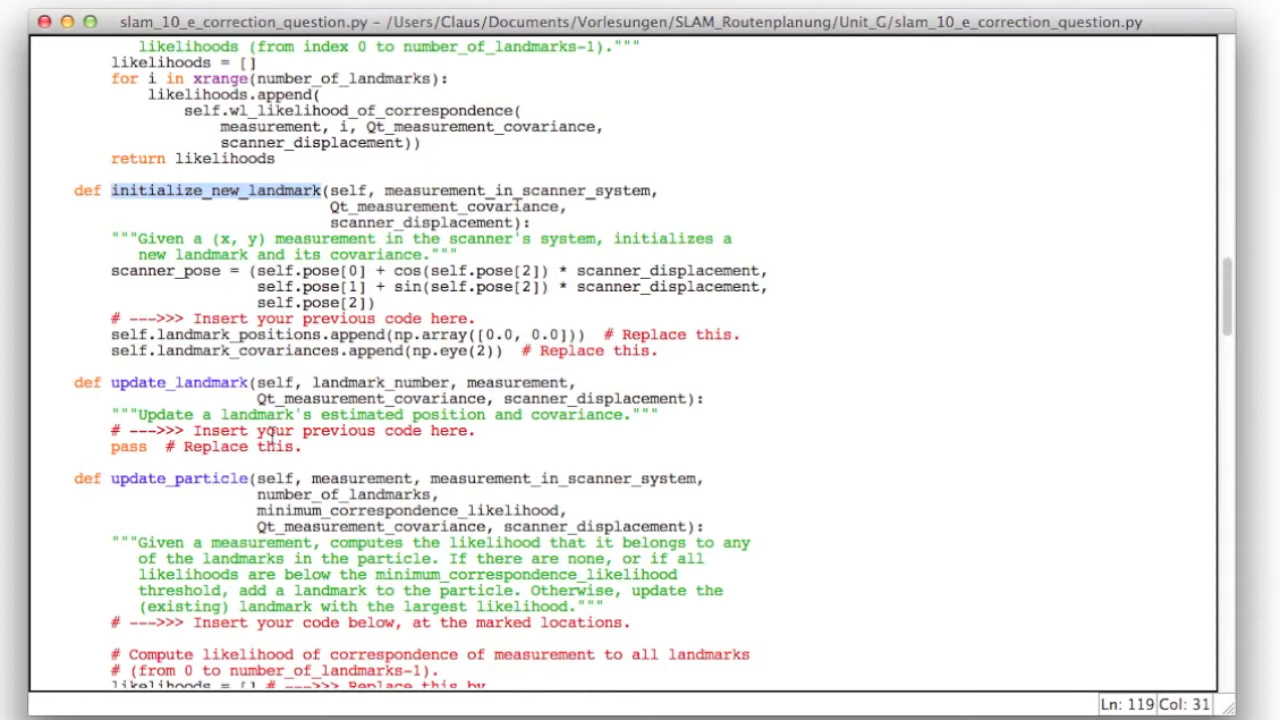 slam_10_e_correction_question.py – /Users/Claus/Documents/Vorlesungen/SLAM_Routenplanung/Unit_G/slam_10_e_correction_question.py
likelihoods (from index 0 to number_of_landmarks-1)."""
likelihoods = []
for i in xrange(number_of_landmarks):
likelihoods.append(
self.wl_likelihood_of_correspondence(
measurement, i, Qt_measurement_covariance,
scanner_displacement))
return likelihoods
def initialize_new_landmark(self, measurement_in_scanner_system,
Qt_measurement_covariance,
scanner_displacement):
"""Given a (x, y) measurement in the scanner's system, initializes a
new landmark and its covariance."""
scanner_pose = (self.pose[0] + cos(self.pose[2]) * scanner_displacement,
self.pose[1] + sin(self.pose[2]) * scanner_displacement,
self.pose[2])
# --->>> Insert your previous code here.
self.landmark_positions.append(np.array([0.0, 0.0]))  # Replace this.
self.landmark_covariances.append(np.eye(2))  # Replace this.
def update_landmark(self, landmark_number, measurement,
Qt_measurement_covariance, scanner_displacement):
"""Update a landmark's estimated position and covariance."""
# --->>> Insert your previous code here.
pass  # Replace this.
def update_particle(self, measurement, measurement_in_scanner_system,
number_of_landmarks,
minimum_correspondence_likelihood,
Qt_measurement_covariance, scanner_displacement):
"""Given a measurement, computes the likelihood that it belongs to any
of the landmarks in the particle. If there are none, or if all
likelihoods are below the minimum_correspondence_likelihood
threshold, add a landmark to the particle. Otherwise, update the
(existing) landmark with the largest likelihood."""
# --->>> Insert your code below, at the marked locations.
# Compute likelihood of correspondence of measurement to all landmarks
# (from 0 to number_of_landmarks-1).
likelihoods = [] # --->>> Replace this by
Ln: 119 Col: 31